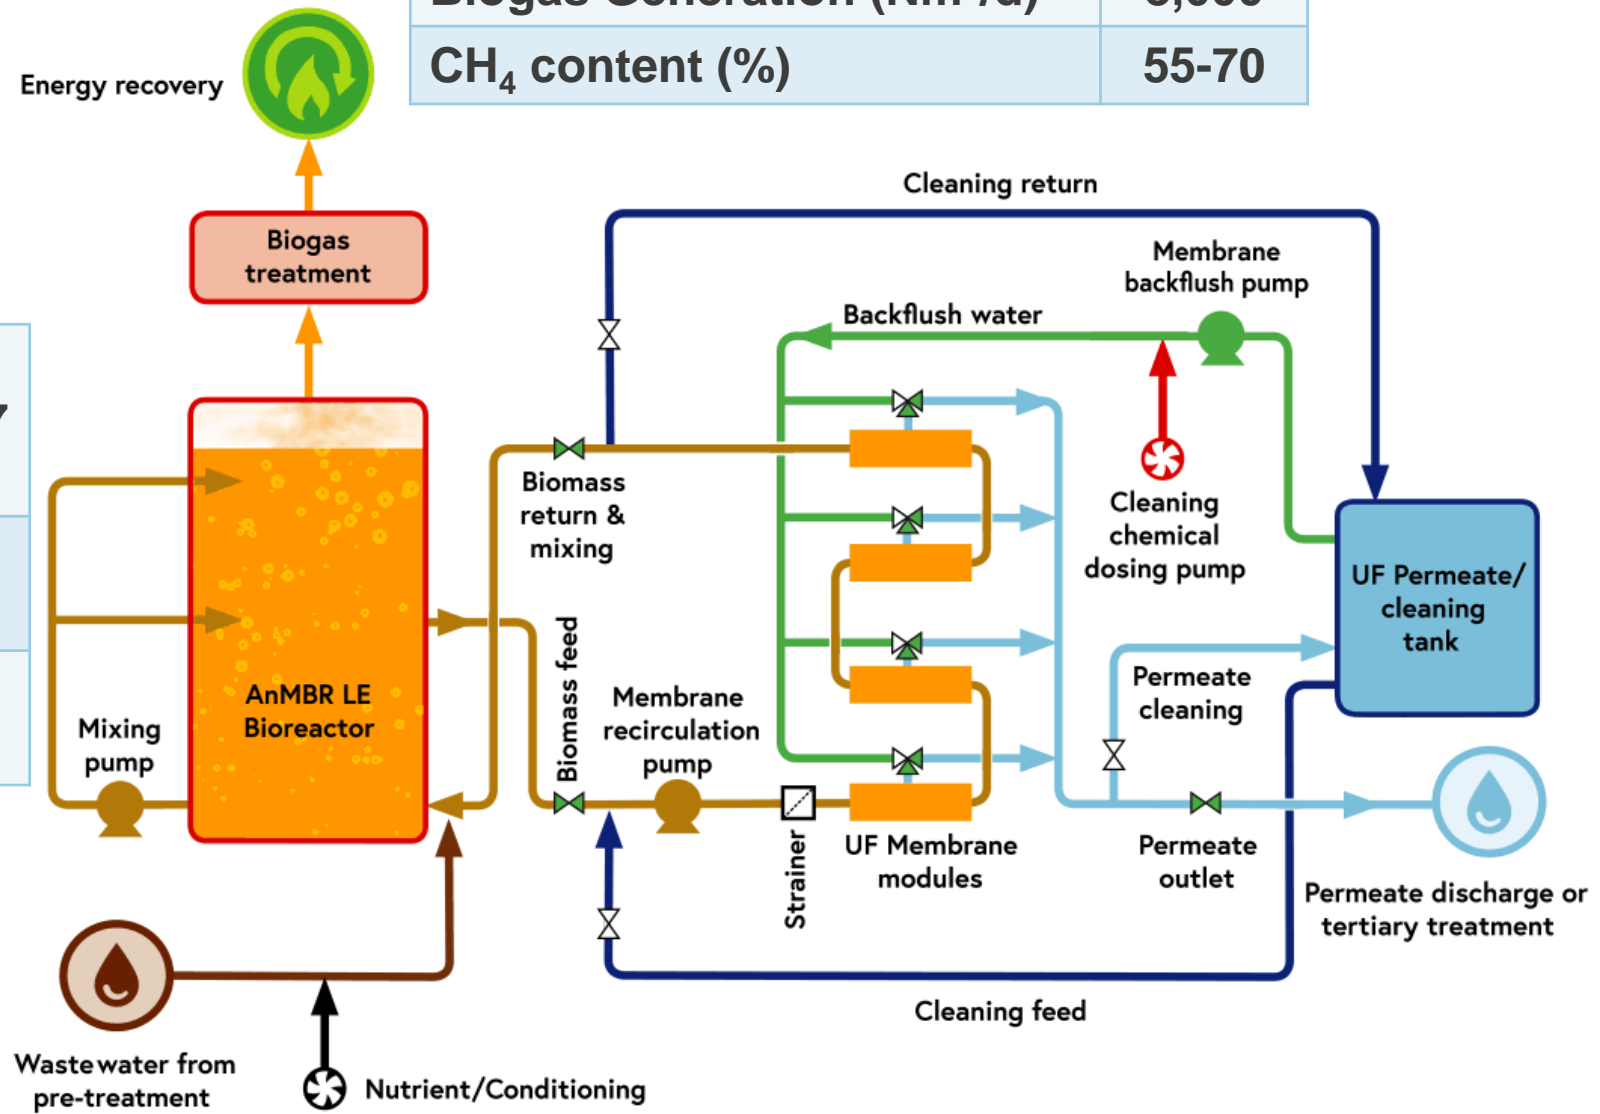 CH₄ content (%)
55-70
Energy recovery
Cleaning return
Biogas
treatment
Membrane
backflush pump
Backflush water
Biomass
return &
mixing
Cleaning
chemical
dosing pump
UF Permeate/
cleaning
tank
Biomass feed
Membrane
recirculation
pump
Permeate
cleaning
AnMBR LE
Bioreactor
Mixing
pump
Strainer
UF Membrane
modules
Permeate
outlet
Permeate discharge or
tertiary treatment
Cleaning feed
Wastewater from
pre-treatment
Nutrient/Conditioning